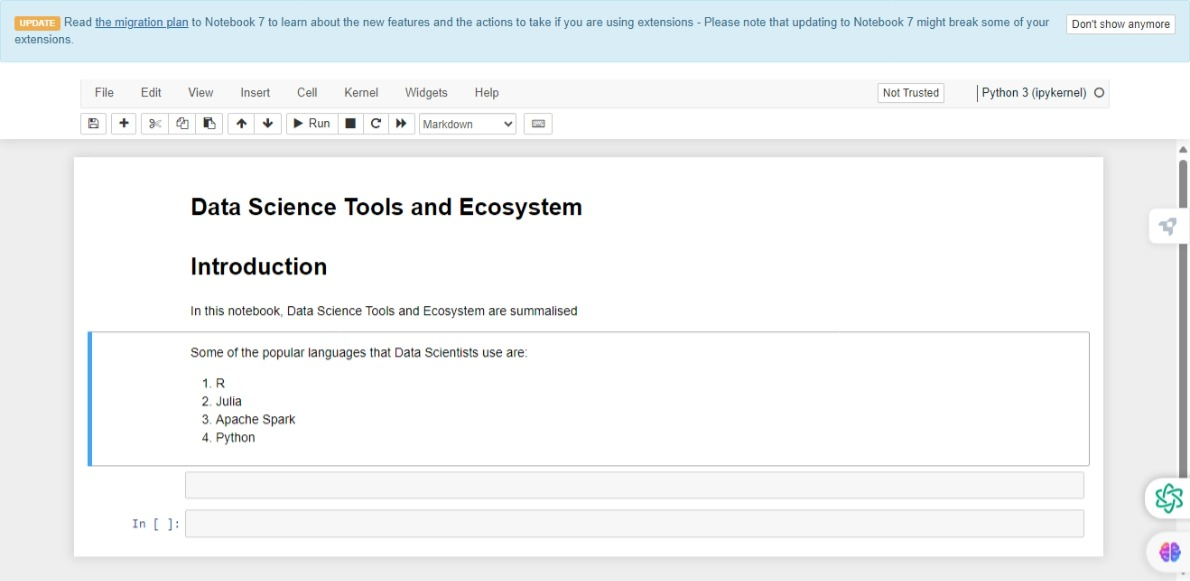 UPDATE Read the migration plan to Notebook 7 to learn about the new features and the actions to take if you are using extensions - Please note that updating to Notebook 7 might break some of your
extensions.
Don't show anymore
File Edit View Insert Cell Kernel Widgets Help
Not Trusted
Python 3 (ipykernel)
Run
Markdown
Data Science Tools and Ecosystem
Introduction
In this notebook, Data Science Tools and Ecosystem are summalised
Some of the popular languages that Data Scientists use are:
1. R
2. Julia
3. Apache Spark
4. Python
In [ ]: